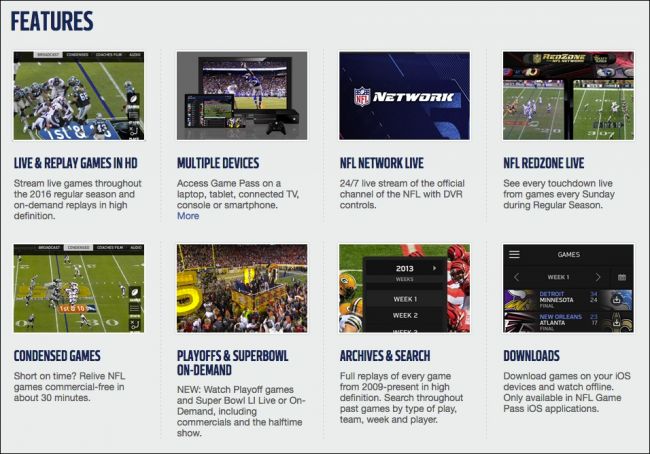 FEATURES
BROADCAST CONDENSED COACHES FILM AUDIO
1st & 8
NFL NETWORK
REDZONE
NFL NETWORK
LIVE & REPLAY GAMES IN HD
Stream live games throughout
the 2016 regular season and
on-demand replays in high
definition.
MULTIPLE DEVICES
Access Game Pass on a
laptop, tablet, connected TV,
console or smartphone.
More
NFL NETWORK LIVE
24/7 live stream of the official
channel of the NFL with DVR
controls.
NFL REDZONE LIVE
See every touchdown live
from games every Sunday
during Regular Season.
BROADCAST CONDENSED COACHES FILM AUDIO
1st & 10
2013
WEEKS
WEEK 1
WEEK 2
WEEK 3
GAMES
WEEK 1
DETROIT 34
MINNESOTA 24
FINAL
NEW ORLEANS 23
ATLANTA 17
FINAL
CONDENSED GAMES
Short on time? Relive NFL
games commercial-free in
about 30 minutes.
PLAYOFFS & SUPERBOWL
ON-DEMAND
NEW: Watch Playoff games
and Super Bowl LI Live or On-
Demand, including
commercials and the halftime
show.
ARCHIVES & SEARCH
Full replays of every game
from 2009-present in high
definition. Search throughout
past games by type of play,
team, week and player.
DOWNLOADS
Download games on your iOS
devices and watch offline.
Only available in NFL Game
Pass iOS applications.